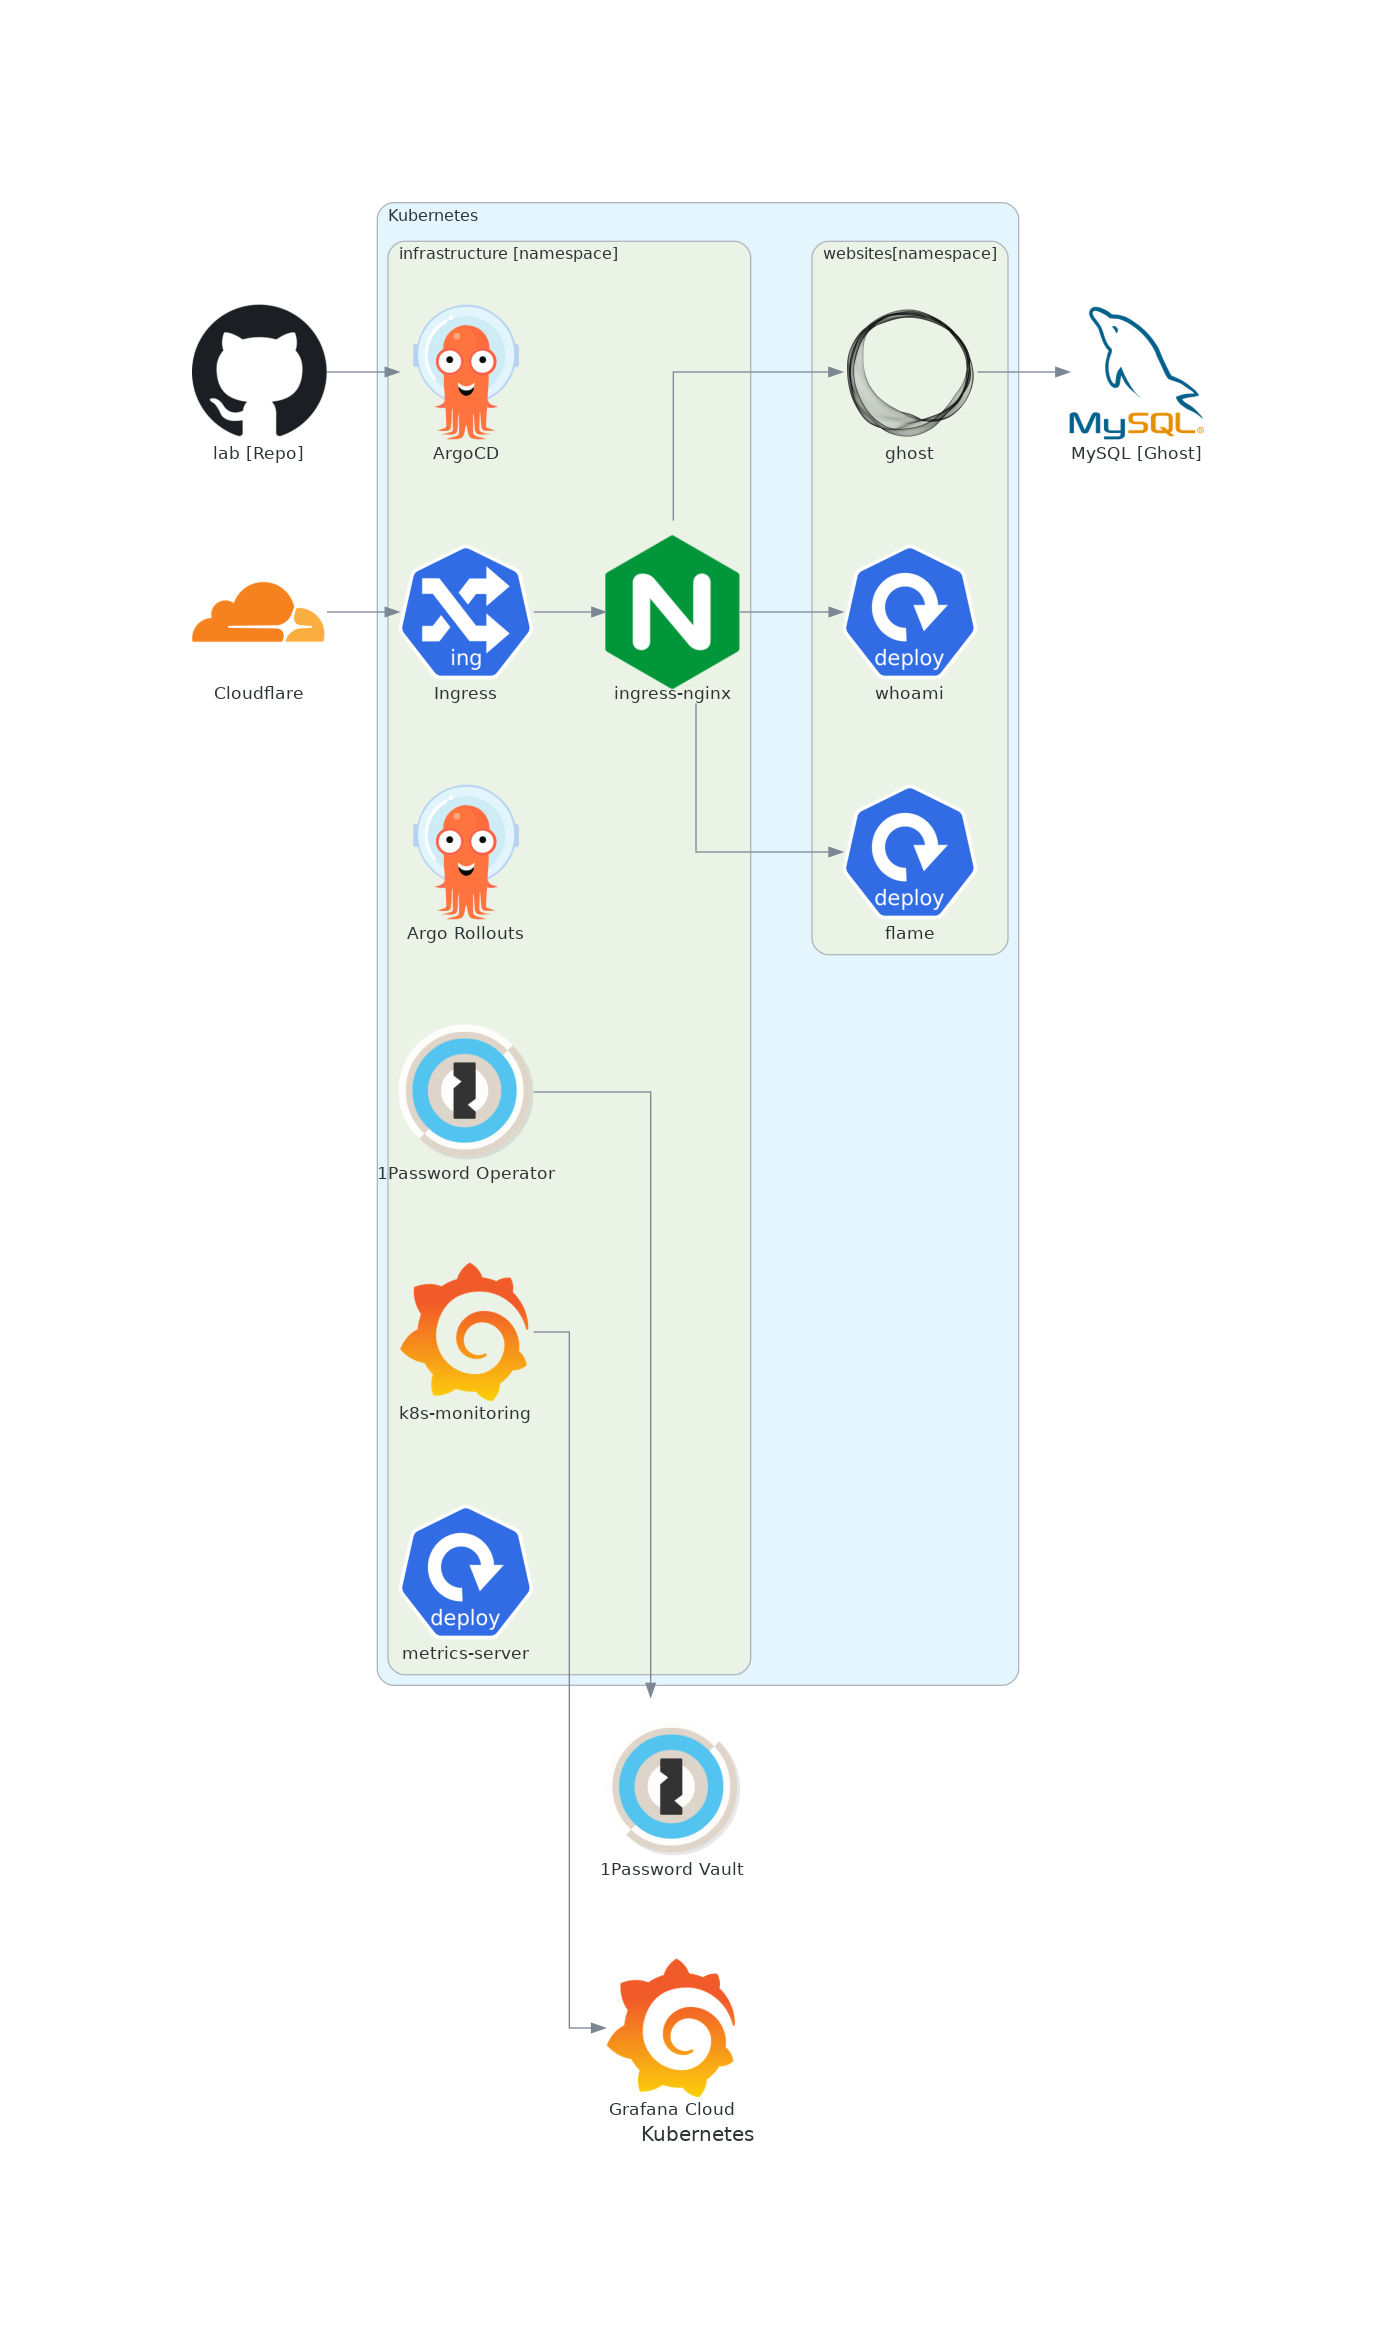 Kubernetes
infrastructure [namespace]
websites[namespace]
lab [Repo]
ArgoCD
ghost
MySQL®
MySQL [Ghost]
Cloudflare
ing
Ingress
ingress-nginx
deploy
whoami
Argo Rollouts
deploy
flame
1Password Operator
k8s-monitoring
deploy
metrics-server
1Password Vault
Grafana Cloud
Kubernetes